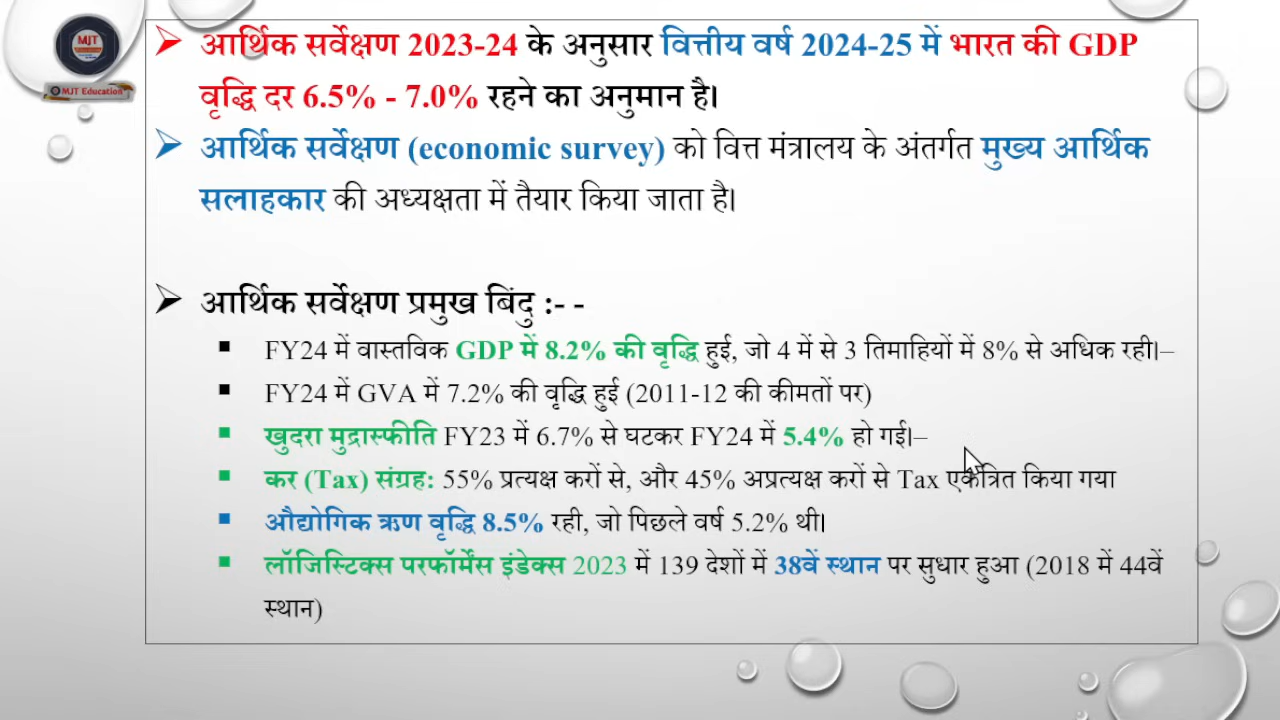 MJT
MJT Education
आर्थिक सर्वेक्षण 2023-24 के अनुसार वित्तीय वर्ष 2024-25 में भारत की GDP
वृद्धि दर 6.5% - 7.0% रहने का अनुमान है।
आर्थिक सर्वेक्षण (economic survey) को वित्त मंत्रालय के अंतर्गत मुख्य आर्थिक
सलाहकार की अध्यक्षता में तैयार किया जाता है।
आर्थिक सर्वेक्षण प्रमुख बिंदु :- -
FY24 में वास्तविक GDP में 8.2% की वृद्धि हुई, जो 4 में से 3 तिमाहियों में 8% से अधिक रही।–
FY24 में GVA में 7.2% की वृद्धि हुई (2011-12 की कीमतों पर)
खुदरा मुद्रास्फीति FY23 में 6.7% से घटकर FY24 में 5.4% हो गई।–
कर (Tax) संग्रह: 55% प्रत्यक्ष करों से, और 45% अप्रत्यक्ष करों से Tax एकत्रित किया गया
औद्योगिक ऋण वृद्धि 8.5% रही, जो पिछले वर्ष 5.2% थी।
लॉजिस्टिक्स परफॉर्मेंस इंडेक्स 2023 में 139 देशों में 38वें स्थान पर सुधार हुआ (2018 में 44वें
स्थान)